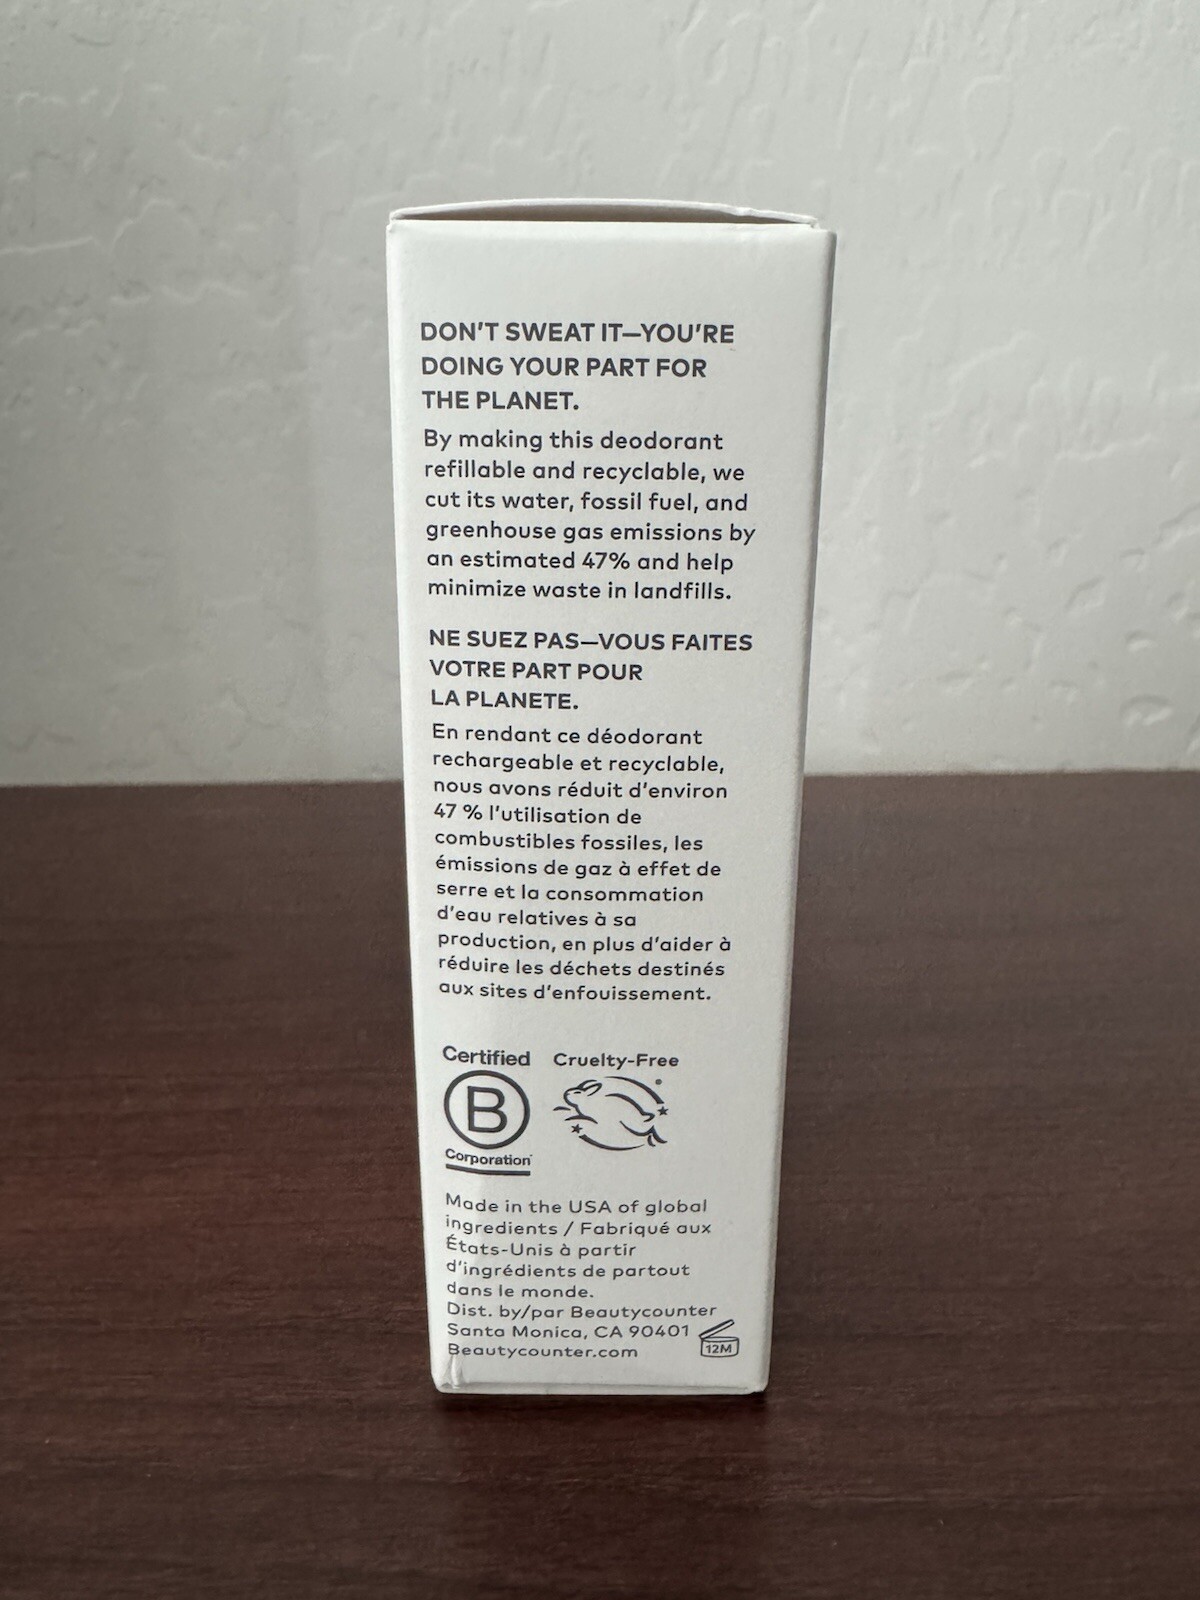 DON'T SWEAT IT—YOU'RE
DOING YOUR PART FOR
THE PLANET.
By making this deodorant
refillable and recyclable, we
cut its water, fossil fuel, and
greenhouse gas emissions by
an estimated 47% and help
minimize waste in landfills.
NE SUEZ PAS—VOUS FAITES
VOTRE PART POUR
LA PLANETE.
En rendant ce déodorant
rechargeable et recyclable,
nous avons réduit d'environ
47 % l'utilisation de
combustibles fossiles, les
émissions de gaz à effet de
serre et la consommation
d'eau relatives à sa
production, en plus d'aider à
réduire les déchets destinés
aux sites d'enfouissement.
Certified
B
Corporation
Cruelty-Free
Made in the USA of global
ingredients / Fabriqué aux
États-Unis à partir
d'ingrédients de partout
dans le monde.
Dist. by/par Beautycounter
Santa Monica, CA 90401
Beautycounter.com
12M